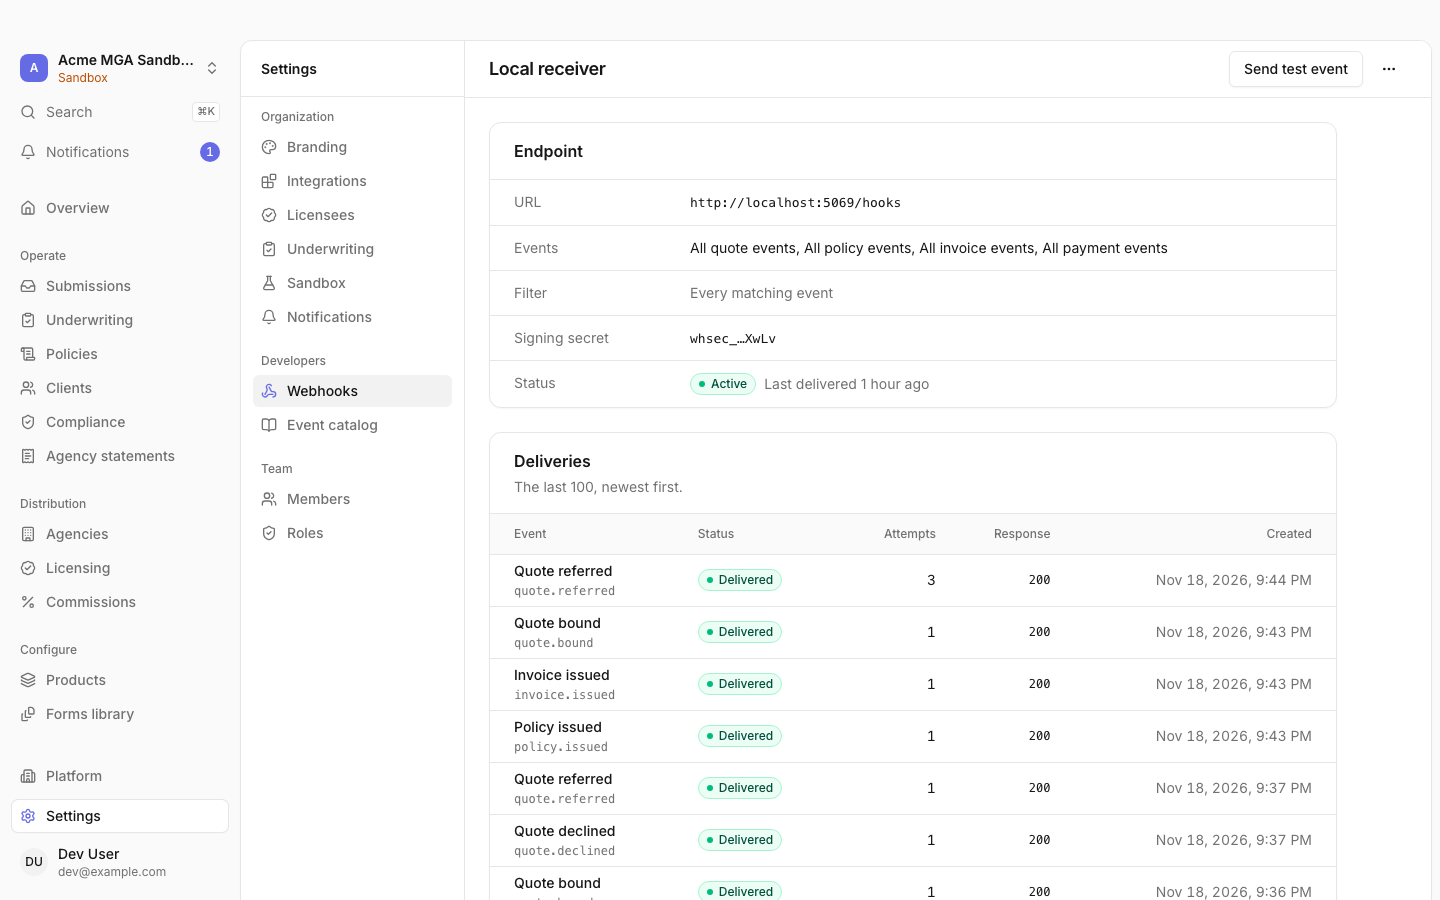 A
Acme MGA Sandb...
Sandbox
Search
⌘K
Notifications
1
Overview
Operate
Submissions
Underwriting
Policies
Clients
Compliance
Agency statements
Distribution
Agencies
Licensing
Commissions
Configure
Products
Forms library
Platform
Settings
DU
Dev User
dev@example.com
Settings
Organization
Branding
Integrations
Licensees
Underwriting
Sandbox
Notifications
Developers
Webhooks
Event catalog
Team
Members
Roles
Local receiver
Send test event
Endpoint
URL http://localhost:5069/hooks
Events All quote events, All policy events, All invoice events, All payment events
Filter Every matching event
Signing secret whsec_…XwLv
Status Active Last delivered 1 hour ago
Deliveries
The last 100, newest first.
Event Status Attempts Response Created
Quote referred
quote.referred
Delivered 3 200 Nov 18, 2026, 9:44 PM
Quote bound
quote.bound
Delivered 1 200 Nov 18, 2026, 9:43 PM
Invoice issued
invoice.issued
Delivered 1 200 Nov 18, 2026, 9:43 PM
Policy issued
policy.issued
Delivered 1 200 Nov 18, 2026, 9:43 PM
Quote referred
quote.referred
Delivered 1 200 Nov 18, 2026, 9:37 PM
Quote declined
quote.declined
Delivered 1 200 Nov 18, 2026, 9:37 PM
Quote bound
Delivered 1 200 Nov 18, 2026, 9:36 PM